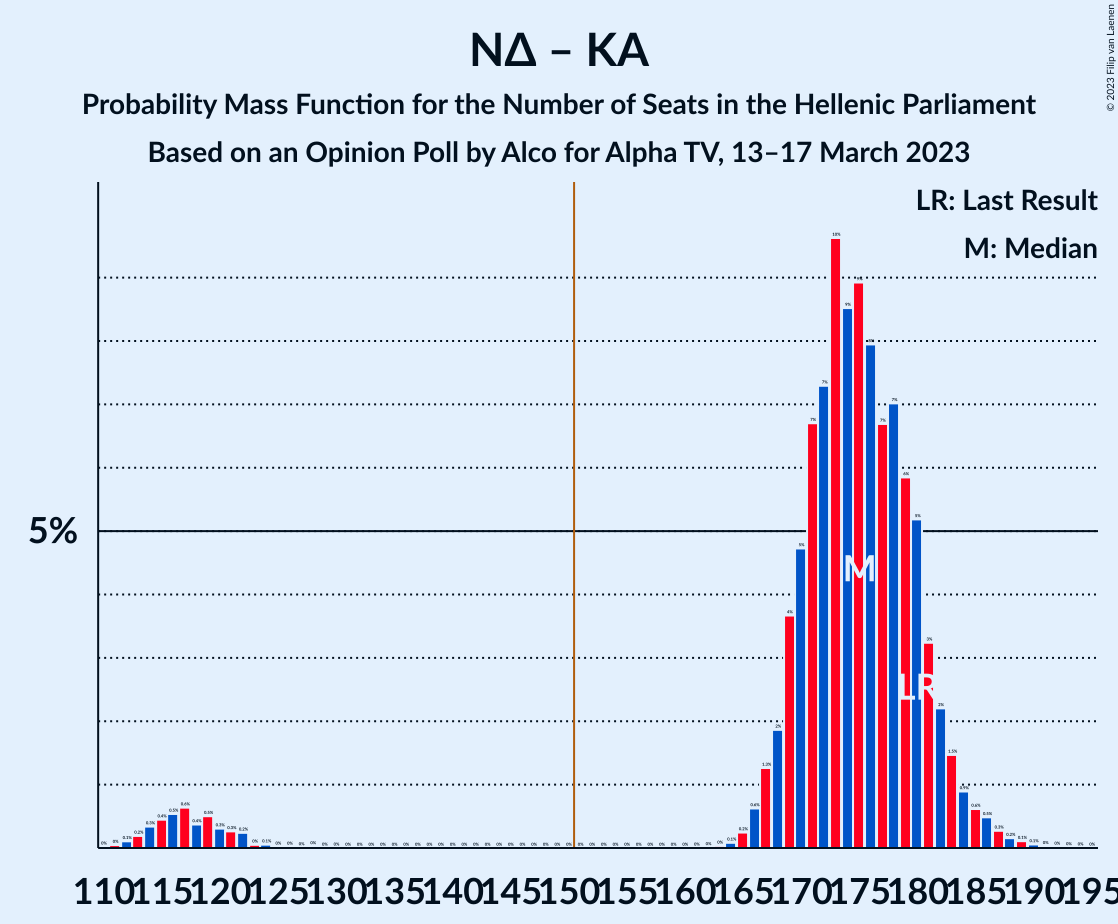 ΝΔ – ΚΑ
Probability Mass Function for the Number of Seats in the Hellenic Parliament
Based on an Opinion Poll by Alco for Alpha TV, 13–17 March 2023
© 2023 Filip van Laenen
LR: Last Result
M: Median
5%
M
LR
110 115 120 125 130 135 140 145 150 155 160 165 170 175 180 185 190 195